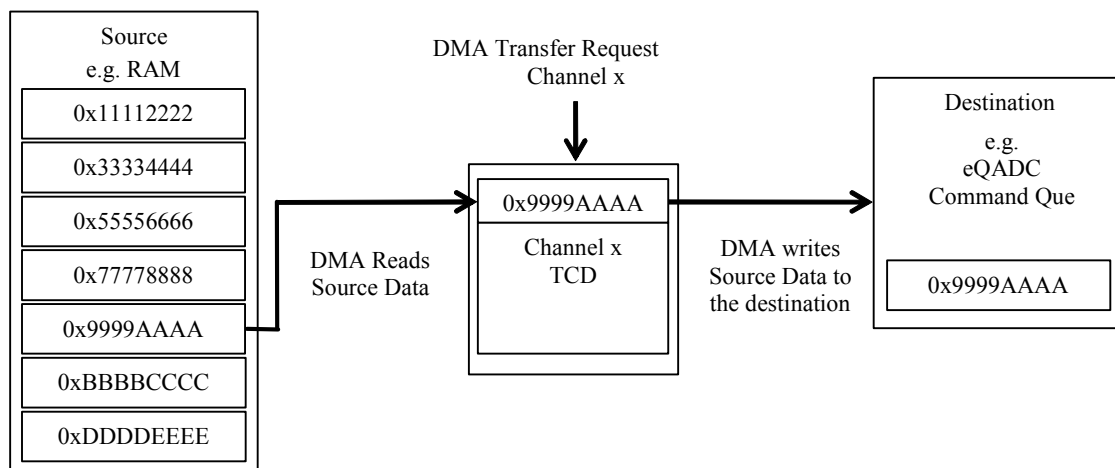 Source
e.g. RAM
0x11112222
0x33334444
0x55556666
0x77778888
0x9999AAAA
0xBBBBCCCC
0xDDDDEEEE
DMA Reads
Source Data
DMA Transfer Request
Channel x
0x9999AAAA
Channel x
TCD
DMA writes
Source Data to
the destination
Destination
e.g.
eQADC
Command Que
0x9999AAAA